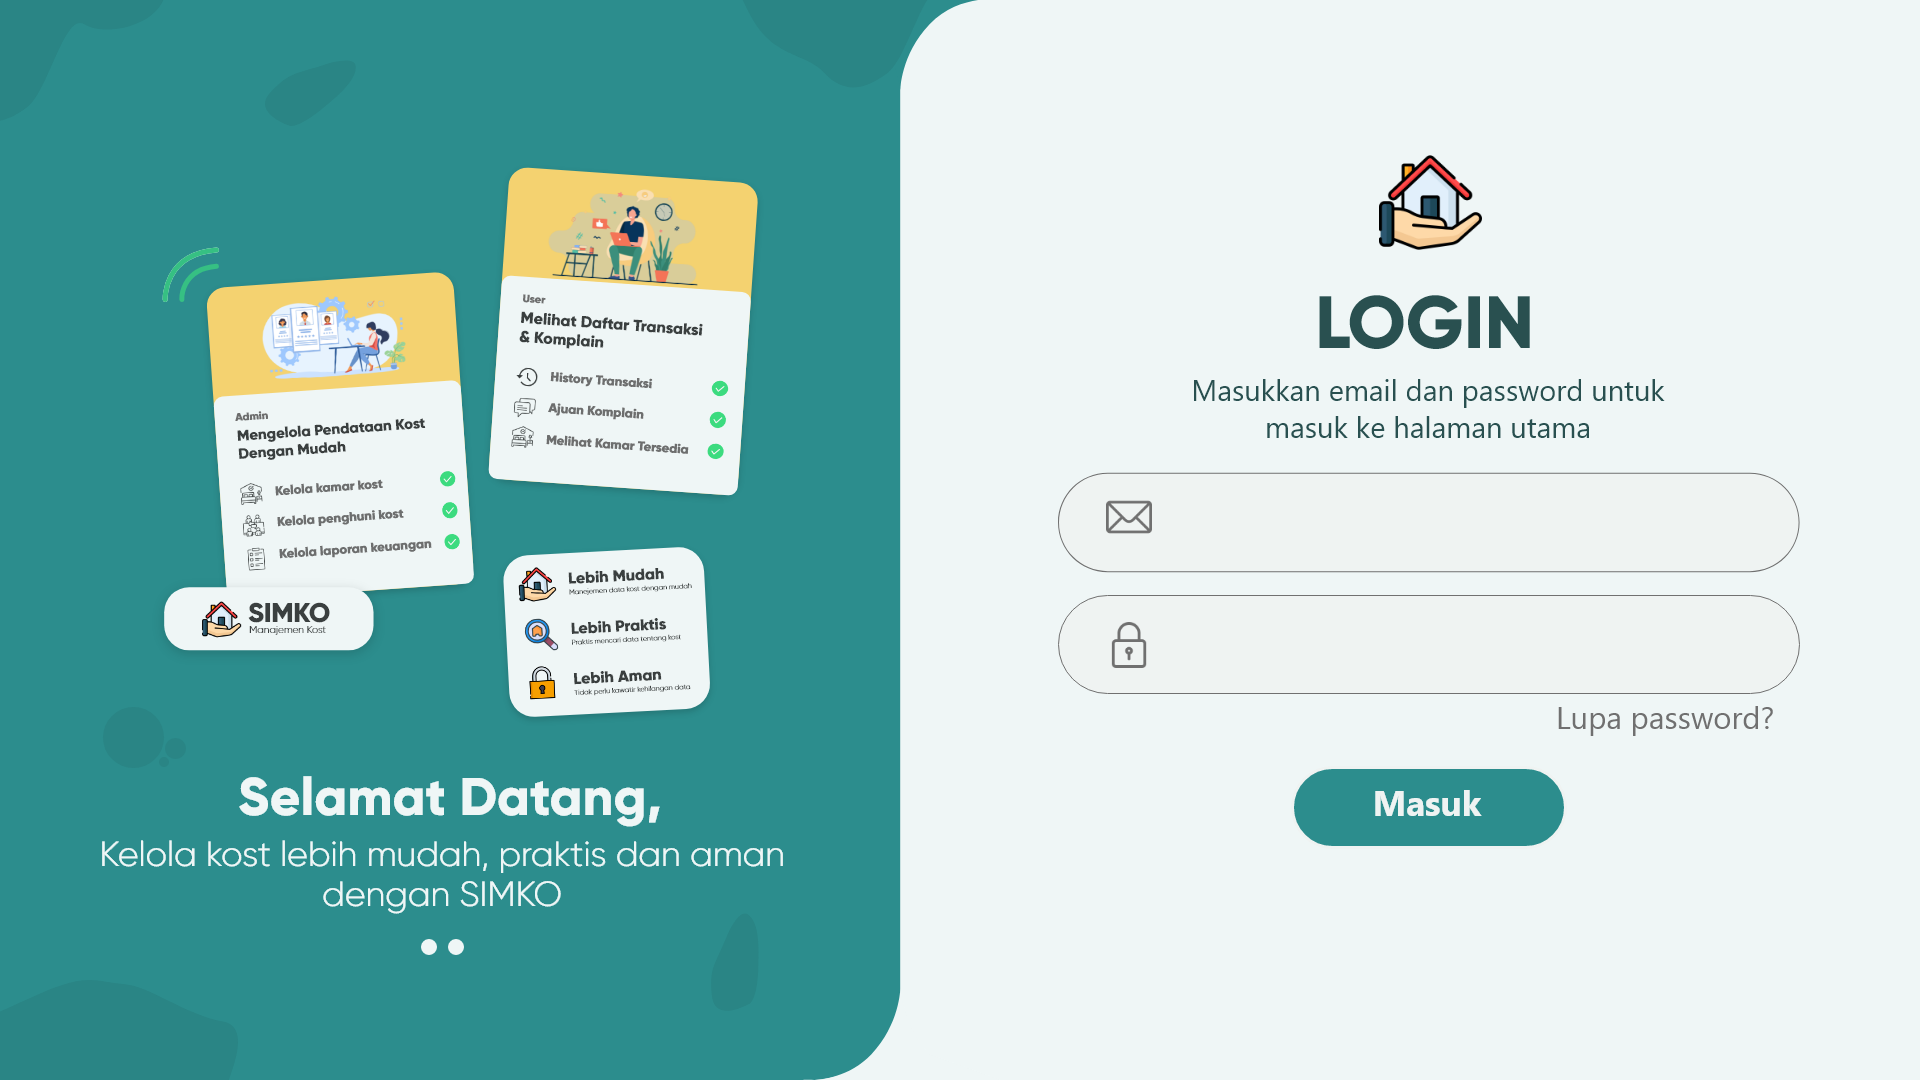 User
Melihat Daftar Transaksi
& Komplain
History Transaksi
Ajuan Komplain
Melihat Kamar Tersedia
Admin
Mengelola Pendataan Kost
Dengan Mudah
Kelola kamar kost
Kelola penghuni kost
Kelola laporan keuangan
SIMKO
Manajemen Kost
Lebih Mudah
Manejemen data kost dengan mudah
Lebih Praktis
Praktis mencari data tentang kost
Lebih Aman
Tidak perlu kawatir kehilangan data
Selamat Datang,
Kelola kost lebih mudah, praktis dan aman
dengan SIMKO
LOGIN
Masukkan email dan password untuk
masuk ke halaman utama
Lupa password?
Masuk